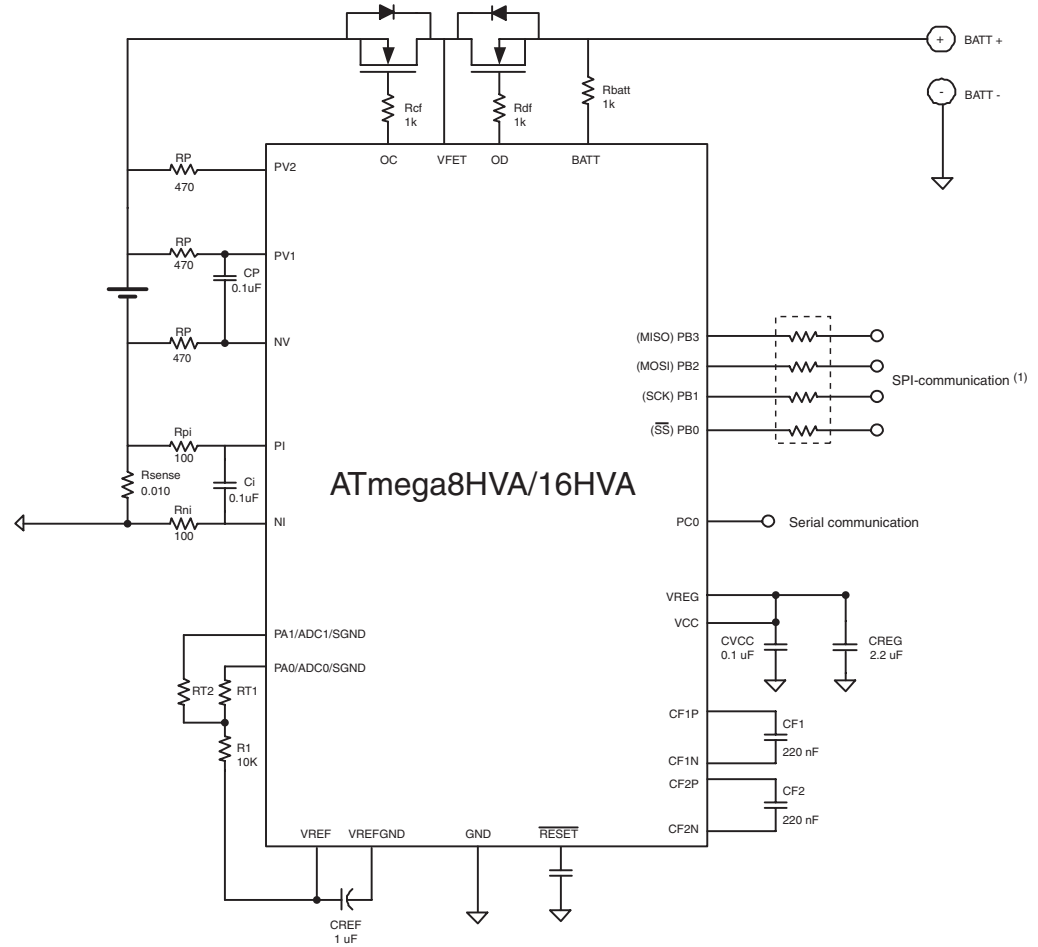 +
BATT +
-
BATT -
Rcf
1k
Rdf
1k
Rbatt
1k
OC
VFET
OD
BATT
RP
470
PV2
RP
470
PV1
CP
0.1uF
RP
470
NV
Rpi
100
PI
Rsense
0.010
Ci
0.1uF
Rni
100
NI
ATmega8HVA/16HVA
(MISO) PB3
(MOSI) PB2
(SCK) PB1
(SS) PB0
SPI-communication (1)
PC0
Serial communication
VREG
VCC
CVCC
0.1 uF
CREG
2.2 uF
PA1/ADC1/SGND
PA0/ADC0/SGND
RT2
RT1
R1
10K
CF1P
CF1
220 nF
CF1N
CF2P
CF2
220 nF
CF2N
VREF
VREFGND
GND
RESET
CREF
1 uF